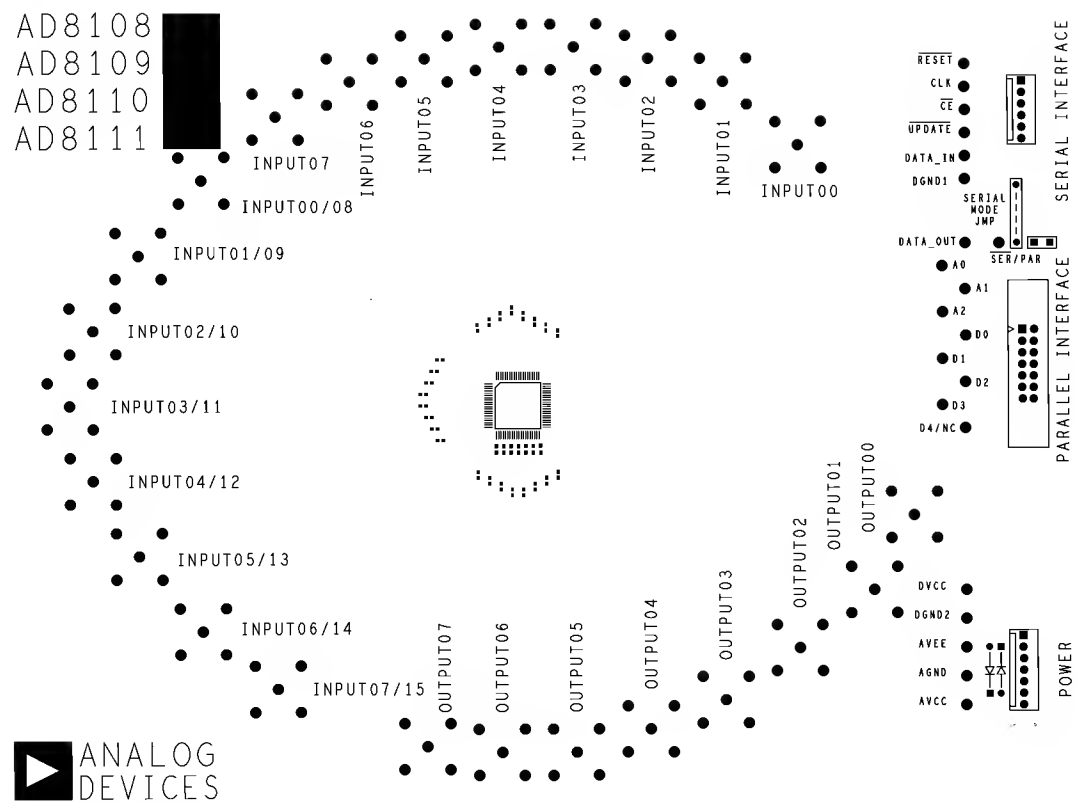 AD8108
AD8109
AD8110
AD8111
INPUT07
INPUT06
INPUT05
INPUT04
INPUT03
INPUT02
INPUT01
INPUT00
INPUT00/08
INPUT01/09
INPUT02/10
INPUT03/11
INPUT04/12
INPUT05/13
INPUT06/14
INPUT07/15
OUTPUT07
OUTPUT06
OUTPUT05
OUTPUT04
OUTPUT03
OUTPUT02
OUTPUT01
OUTPUT00
RESET
CLK
CE
UPDATE
DATA_IN
DGND1
SERIAL
MODE
JMP
DATA_OUT
SER/PAR
A0
A1
A2
D0
D1
D2
D3
D4/NC
SERIAL INTERFACE
PARALLEL INTERFACE
DVCC
DGND2
AVEE
AGND
AVCC
POWER
ANALOG
DEVICES